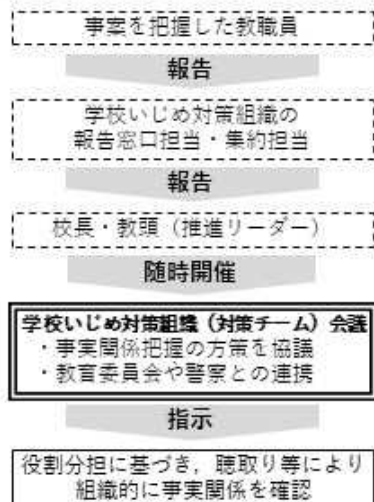 事案を把握した教職員
報告
学校いじめ対策組織の
報告窓口担当・集約担当
報告
校長・教頭(推進リーダー)
随時開催
学校いじめ対策組織(対策チーム)会議
・事実関係把握の方策を協議
・教育委員会や警察との連携
指示
役割分担に基づき，聴取り等により
組織的に事実関係を確認